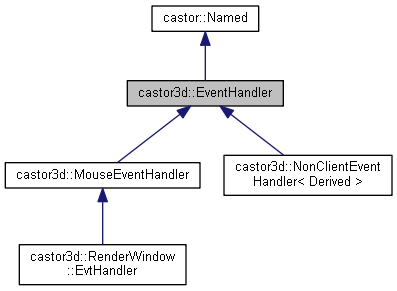 castor::Named
castor3d::EventHandler
castor3d::MouseEventHandler
castor3d::NonClientEvent
Handler< Derived >
castor3d::RenderWindow
::EvtHandler